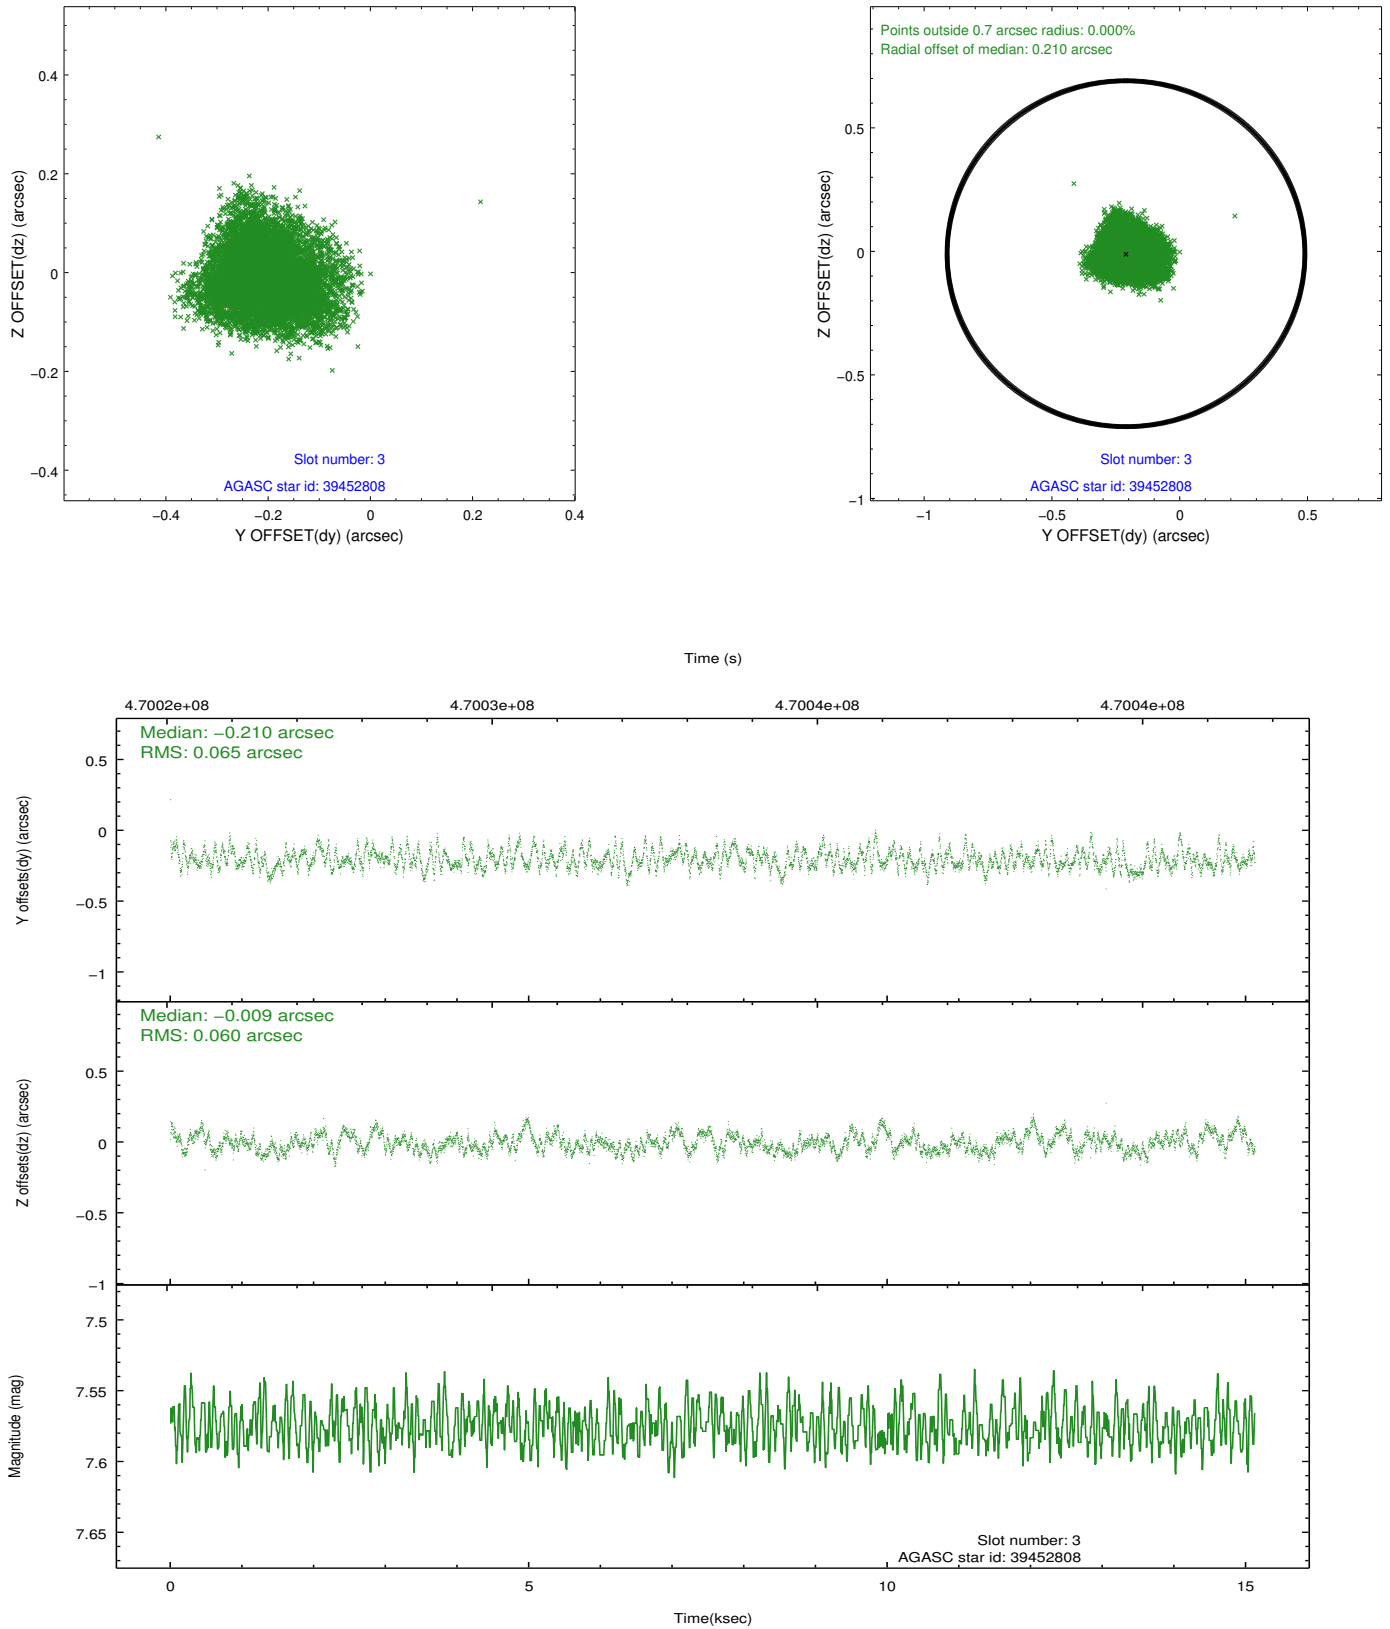 0.4
0.2
0
−0.2
−0.4
Z OFFSET(dz) (arcsec)
Slot number: 3
AGASC star id: 39452808
−0.4
−0.2
0
0.2
0.4
Y OFFSET(dy) (arcsec)
Points outside 0.7 arcsec radius: 0.000%
Radial offset of median: 0.210 arcsec
0.5
0
−0.5
−1
Z OFFSET(dz) (arcsec)
Slot number: 3
AGASC star id: 39452808
−1
−0.5
0
0.5
Y OFFSET(dy) (arcsec)
Time (s)
4.7002e+08
4.7003e+08
4.7004e+08
4.7004e+08
Median: −0.210 arcsec
RMS: 0.065 arcsec
0.5
0
−0.5
−1
Y offsets(dy) (arcsec)
Median: −0.009 arcsec
RMS: 0.060 arcsec
0.5
0
−0.5
−1
Z offsets(dz) (arcsec)
7.5
7.55
7.6
7.65
Magnitude (mag)
Slot number: 3
AGASC star id: 39452808
0
5
10
15
Time(ksec)